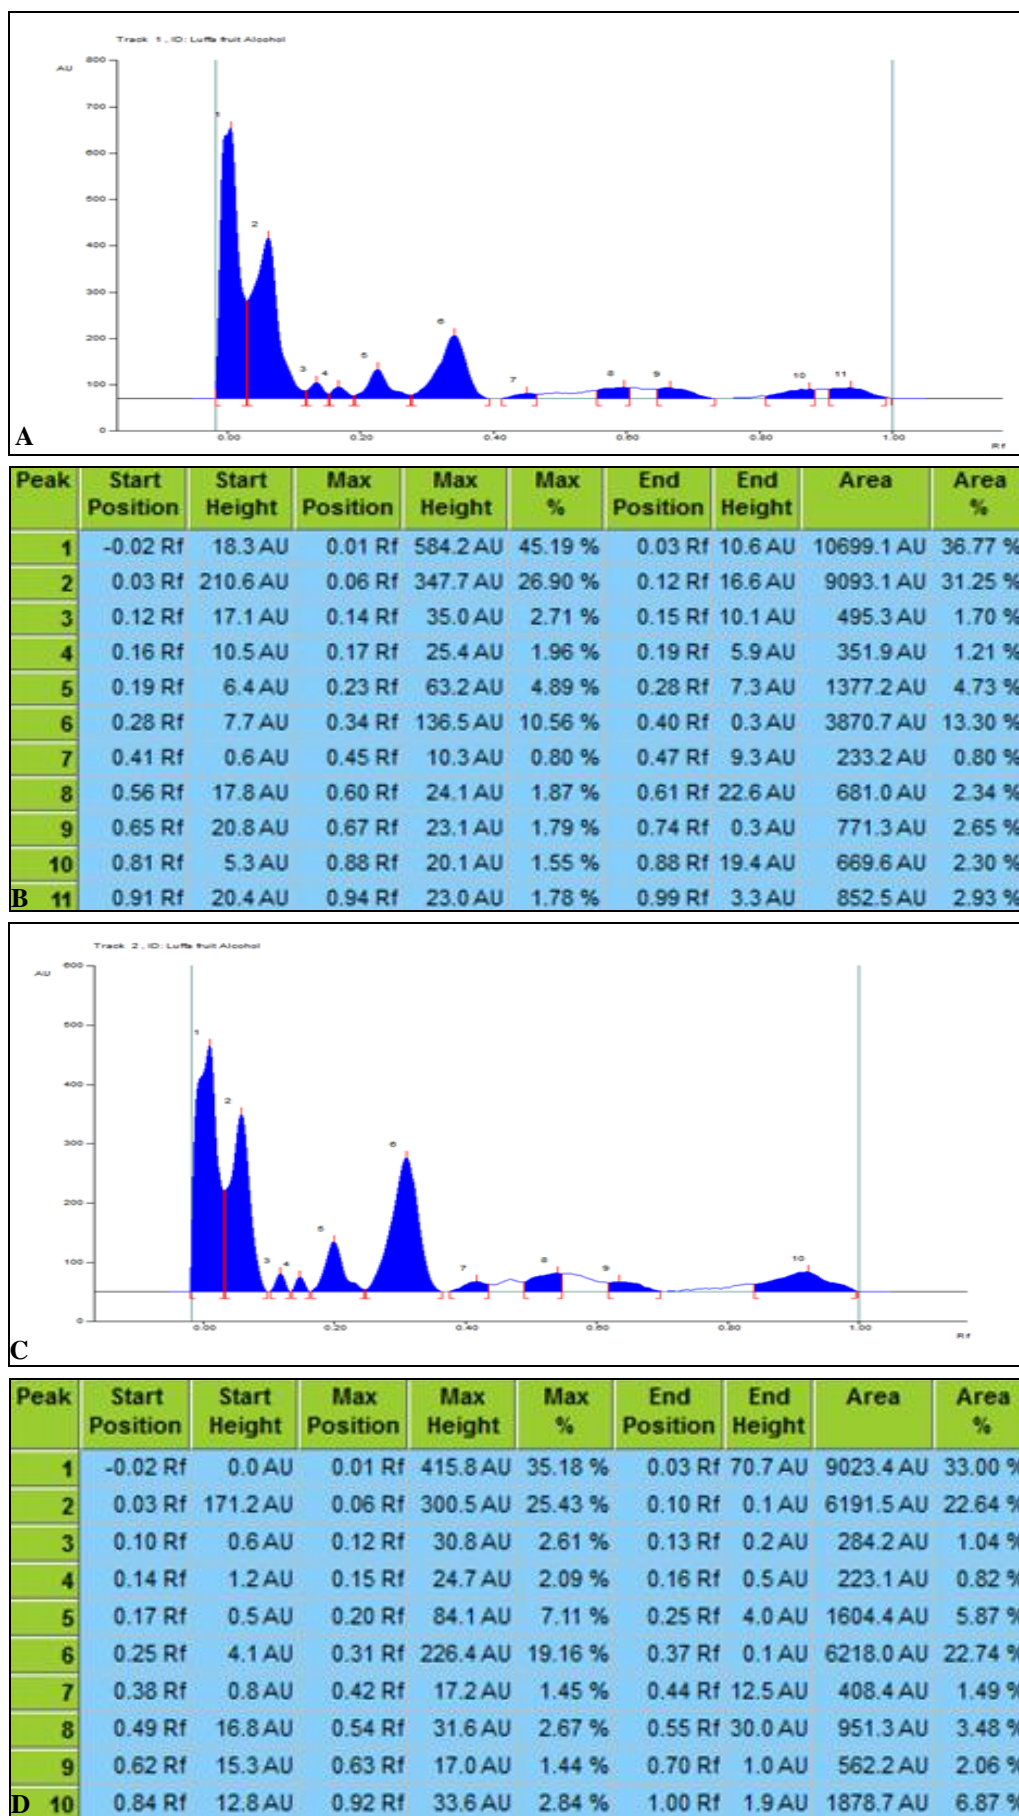 Track 1 , ID: Luffa fruit Alcohol
AU
800
700
600
500
400
300
200
100
0
1
2
3
4
5
6
7
8
9
10
11
0.00 0.20 0.40 0.60 0.80 1.00
Rf
A
Peak Start Position Start Height Max Position Max Height Max % End Position End Height Area Area %
1 -0.02 Rf 18.3 AU 0.01 Rf 584.2 AU 45.19 % 0.03 Rf 10.6 AU 10699.1 AU 36.77 %
2 0.03 Rf 210.6 AU 0.06 Rf 347.7 AU 26.90 % 0.12 Rf 16.6 AU 9093.1 AU 31.25 %
3 0.12 Rf 17.1 AU 0.14 Rf 35.0 AU 2.71 % 0.15 Rf 10.1 AU 495.3 AU 1.70 %
4 0.16 Rf 10.5 AU 0.17 Rf 25.4 AU 1.96 % 0.19 Rf 5.9 AU 351.9 AU 1.21 %
5 0.19 Rf 6.4 AU 0.23 Rf 63.2 AU 4.89 % 0.28 Rf 7.3 AU 1377.2 AU 4.73 %
6 0.28 Rf 7.7 AU 0.34 Rf 136.5 AU 10.56 % 0.40 Rf 0.3 AU 3870.7 AU 13.30 %
7 0.41 Rf 0.6 AU 0.45 Rf 10.3 AU 0.80 % 0.47 Rf 9.3 AU 233.2 AU 0.80 %
8 0.56 Rf 17.8 AU 0.60 Rf 24.1 AU 1.87 % 0.61 Rf 22.6 AU 681.0 AU 2.34 %
9 0.65 Rf 20.8 AU 0.67 Rf 23.1 AU 1.79 % 0.74 Rf 0.3 AU 771.3 AU 2.65 %
10 0.81 Rf 5.3 AU 0.88 Rf 20.1 AU 1.55 % 0.88 Rf 19.4 AU 669.6 AU 2.30 %
B 11 0.91 Rf 20.4 AU 0.94 Rf 23.0 AU 1.78 % 0.99 Rf 3.3 AU 852.5 AU 2.93 %
Track 2 , ID: Luffa fruit Alcohol
AU
600
500
400
300
200
100
0
1
2
3
4
5
6
7
8
9
10
0.00 0.20 0.40 0.60 0.80 1.00
Rf
C
Peak Start Position Start Height Max Position Max Height Max % End Position End Height Area Area %
1 -0.02 Rf 0.0 AU 0.01 Rf 415.8 AU 35.18 % 0.03 Rf 70.7 AU 9023.4 AU 33.00 %
2 0.03 Rf 171.2 AU 0.06 Rf 300.5 AU 25.43 % 0.10 Rf 0.1 AU 6191.5 AU 22.64 %
3 0.10 Rf 0.6 AU 0.12 Rf 30.8 AU 2.61 % 0.13 Rf 0.2 AU 284.2 AU 1.04 %
4 0.14 Rf 1.2 AU 0.15 Rf 24.7 AU 2.09 % 0.16 Rf 0.5 AU 223.1 AU 0.82 %
5 0.17 Rf 0.5 AU 0.20 Rf 84.1 AU 7.11 % 0.25 Rf 4.0 AU 1604.4 AU 5.87 %
6 0.25 Rf 4.1 AU 0.31 Rf 226.4 AU 19.16 % 0.37 Rf 0.1 AU 6218.0 AU 22.74 %
7 0.38 Rf 0.8 AU 0.42 Rf 17.2 AU 1.45 % 0.44 Rf 12.5 AU 408.4 AU 1.49 %
8 0.49 Rf 16.8 AU 0.54 Rf 31.6 AU 2.67 % 0.55 Rf 30.0 AU 951.3 AU 3.48 %
9 0.62 Rf 15.3 AU 0.63 Rf 17.0 AU 1.44 % 0.70 Rf 1.0 AU 562.2 AU 2.06 %
D 10 0.84 Rf 12.8 AU 0.92 Rf 33.6 AU 2.84 % 1.00 Rf 1.9 AU 1878.7 AU 6.87 %